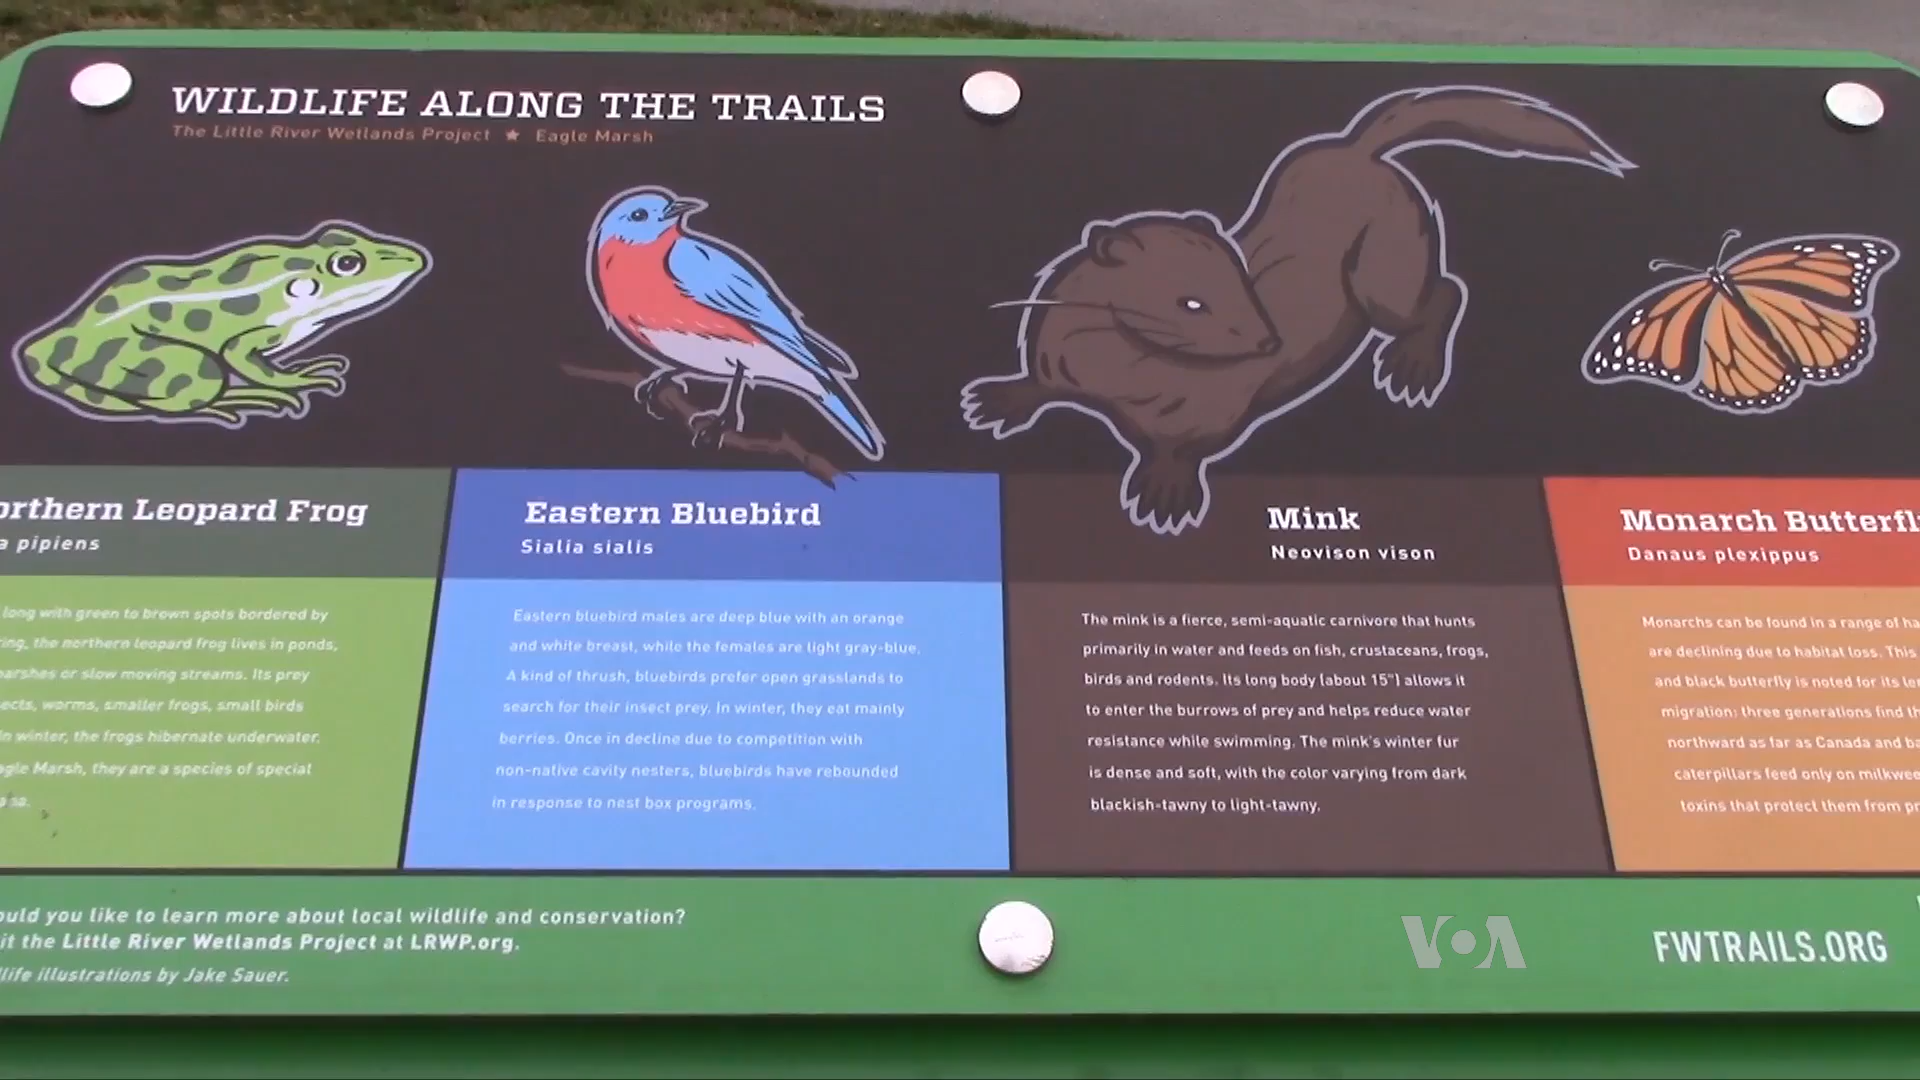 WILDLIFE ALONG THE TRAILS
The Little River Wetlands Project ★ Eagle Marsh
orthern Leopard Frog
a pipiens
long with green to brown spots bordered by
ring, the northern leopard frog lives in ponds,
marshes or slow moving streams. Its prey
ects, worms, smaller frogs, small birds
In winter, the frogs hibernate underwater.
agle Marsh, they are a species of special
Eastern Bluebird
Sialia sialis
Eastern bluebird males are deep blue with an orange
and white breast, while the females are light gray-blue.
A kind of thrush, bluebirds prefer open grasslands to
search for their insect prey. In winter, they eat mainly
berries. Once in decline due to competition with
non-native cavity nesters, bluebirds have rebounded
in response to nest box programs.
Mink
Neovison vison
The mink is a fierce, semi-aquatic carnivore that hunts
primarily in water and feeds on fish, crustaceans, frogs,
birds and rodents. Its long body (about 15") allows it
to enter the burrows of prey and helps reduce water
resistance while swimming. The mink's winter fur
is dense and soft, with the color varying from dark
blackish-tawny to light-tawny.
Monarch Butterfl
Danaus plexippus
Monarchs can be found in a range of ha
are declining due to habitat loss. This
and black butterfly is noted for its le
migration: three generations find th
northward as far as Canada and ba
caterpillars feed only on milkwee
toxins that protect them from pr
ould you like to learn more about local wildlife and conservation?
it the Little River Wetlands Project at LRWP.org.
life illustrations by Jake Sauer.
VOA
FWTRAILS.ORG